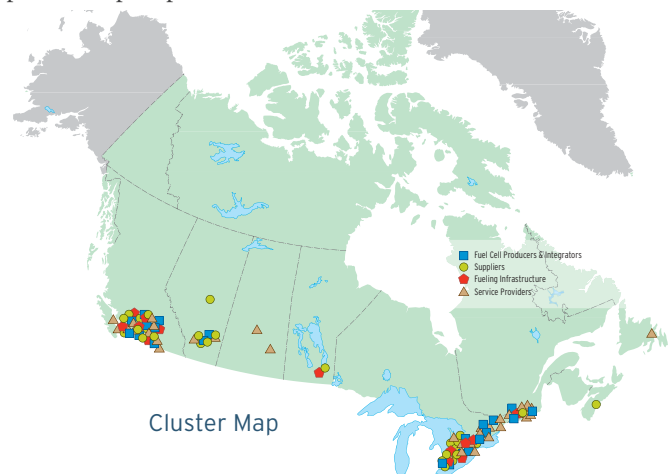 Fuel Cell Producers & Integrators
Suppliers
Fueling Infrastructure
Service Providers
Cluster Map